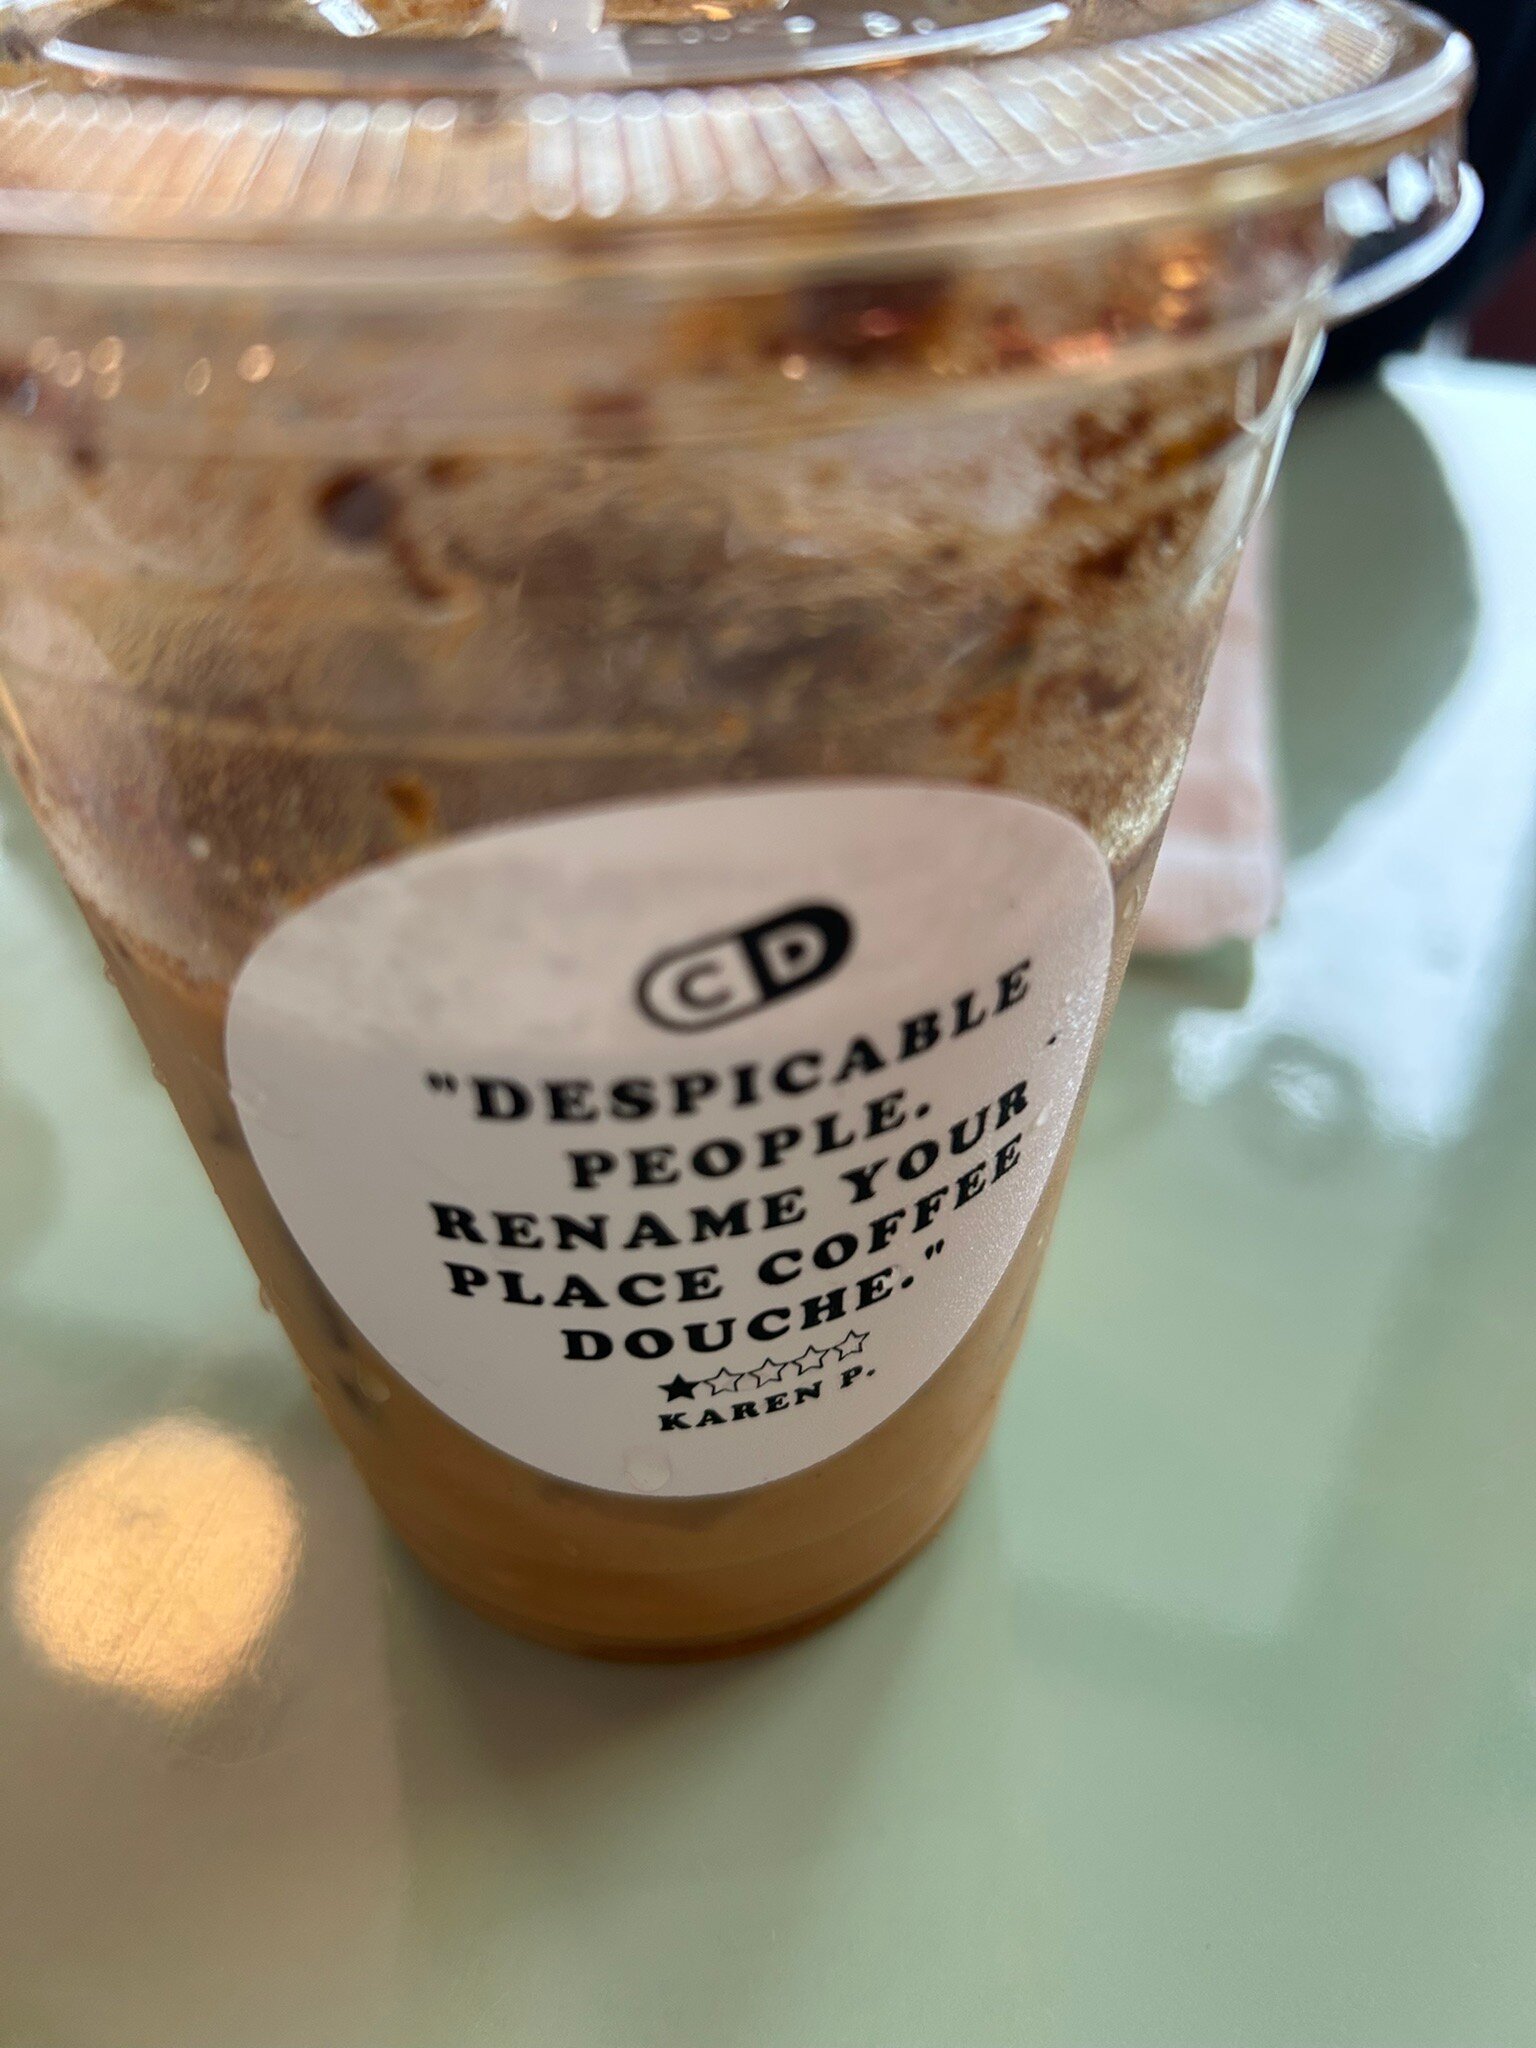 CD
"DESPICABLE
PEOPLE.
RENAME YOUR
PLACE COFFEE
DOUCHE."
★☆☆☆☆
KAREN P.